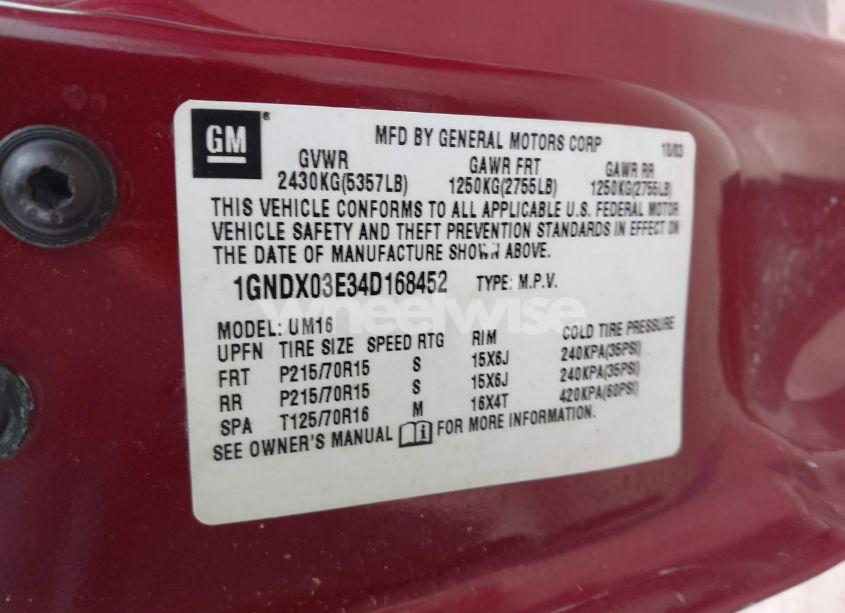 GM®
MFD BY GENERAL MOTORS CORP 10/03
GVWR GAWR FRT GAWR RR
2430KG(5357LB) 1250KG(2755LB) 1250KG(2755LB)
THIS VEHICLE CONFORMS TO ALL APPLICABLE U.S. FEDERAL MOTOR
VEHICLE SAFETY AND THEFT PREVENTION STANDARDS IN EFFECT ON
THE DATE OF MANUFACTURE SHOWN ABOVE.
1GNDX03E34D168452 TYPE: M.P.V.
wheelwise
MODEL: UM16
UPFN TIRE SIZE SPEED RTG RIM COLD TIRE PRESSURE
FRT P215/70R15 S 15X6J 240KPA(35PSI)
RR P215/70R15 S 15X6J 240KPA(35PSI)
SPA T125/70R16 M 16X4T 420KPA(60PSI)
SEE OWNER'S MANUAL i FOR MORE INFORMATION.